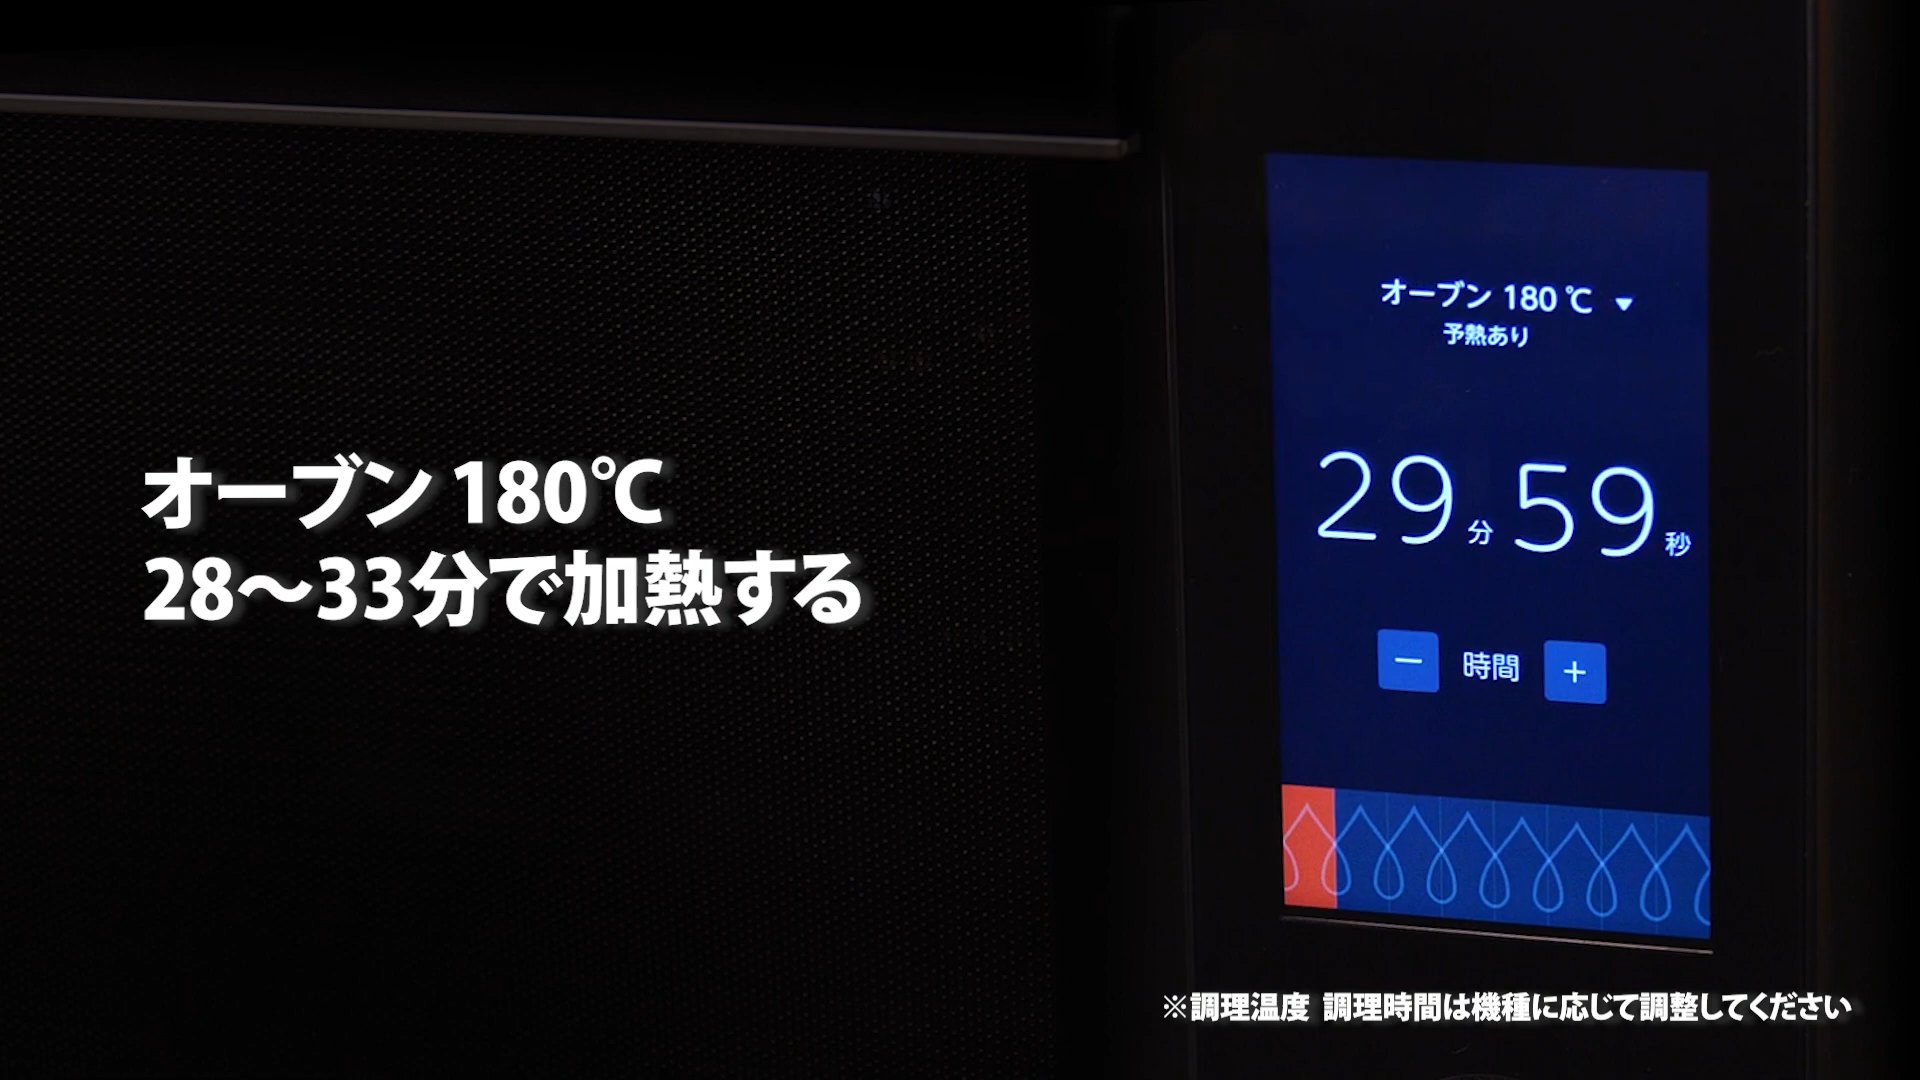 オーブン 180℃
28～33分で加熱する
オーブン 180 ℃ ▼
予熱あり
29分59秒
－ 時間 ＋
※調理温度 調理時間は機種に応じて調整してください